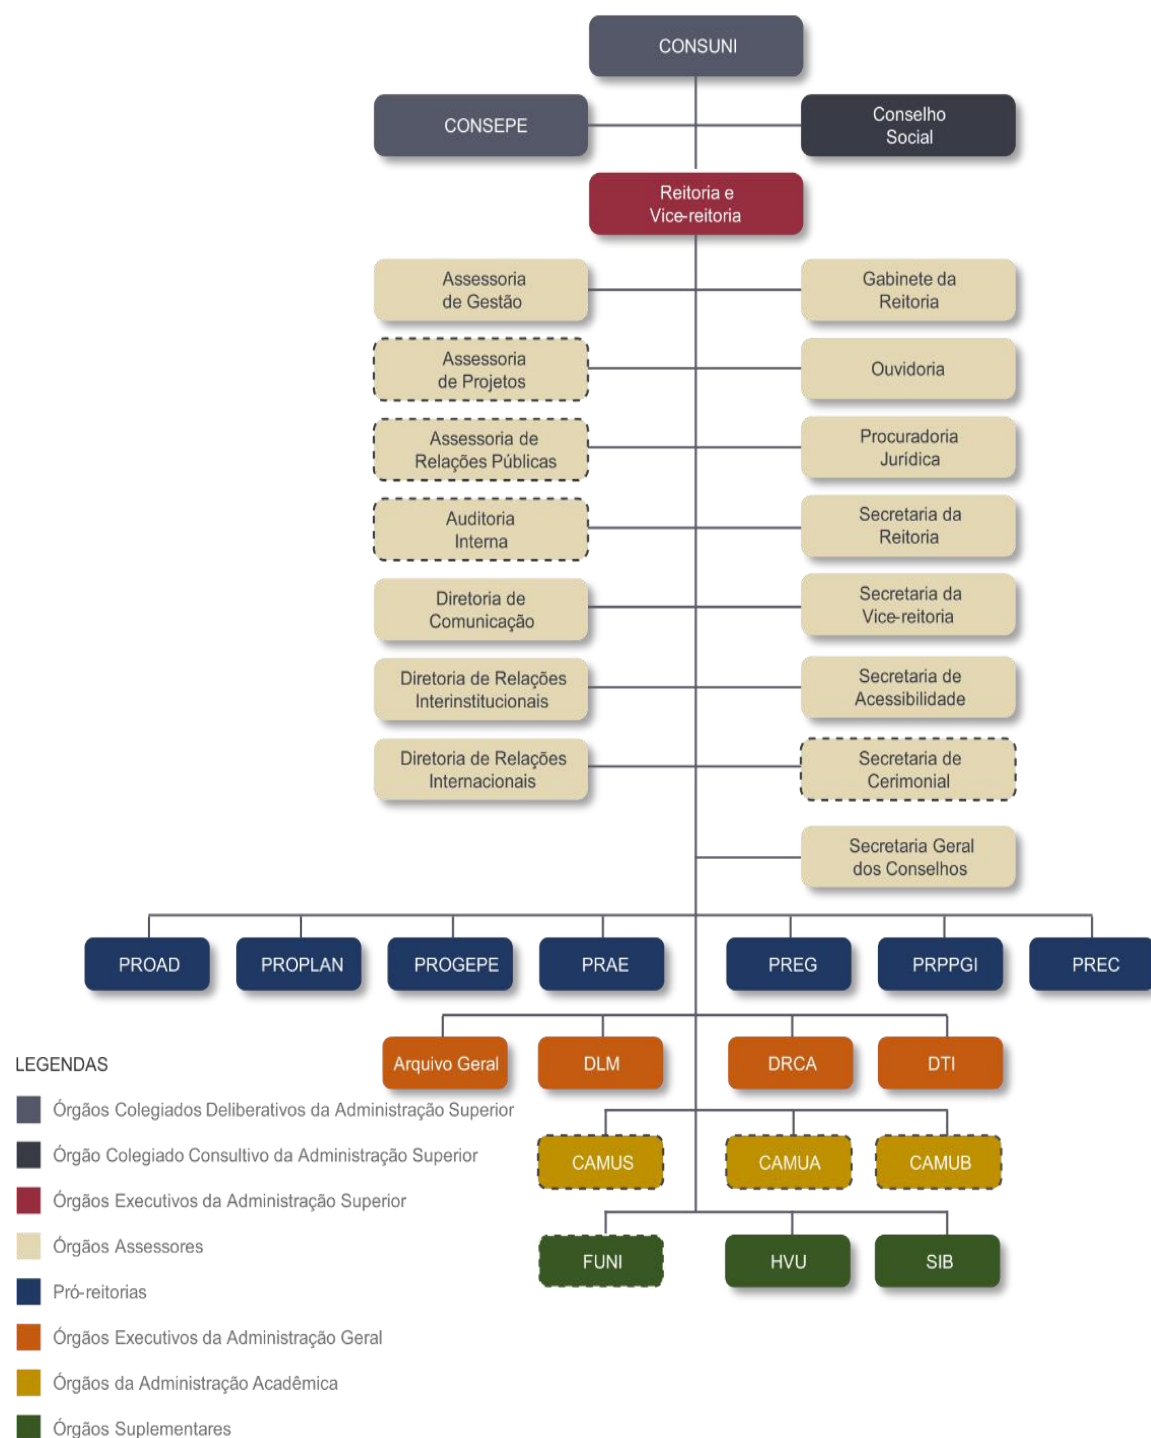 CONSUNI
CONSEPE
Conselho
Social
Reitoria e
Vice-reitoria
Assessoria
de Gestão
Gabinete da
Reitoria
Assessoria
de Projetos
Ouvidoria
Assessoria de
Relações Públicas
Procuradoria
Jurídica
Auditoria
Interna
Secretaria da
Reitoria
Diretoria de
Comunicação
Secretaria da
Vice-reitoria
Diretoria de Relações
Interinstitucionais
Secretaria de
Acessibilidade
Diretoria de Relações
Internacionais
Secretaria de
Cerimonial
Secretaria Geral
dos Conselhos
PROAD
PROPLAN
PROGEPE
PRAE
PREG
PRPPGI
PREC
Arquivo Geral
DLM
DRCA
DTI
CAMUS
CAMUA
CAMUB
FUNI
HVU
SIB
LEGENDAS
Órgãos Colegiados Deliberativos da Administração Superior
Órgão Colegiado Consultivo da Administração Superior
Órgãos Executivos da Administração Superior
Órgãos Assessores
Pró-reitorias
Órgãos Executivos da Administração Geral
Órgãos da Administração Acadêmica
Órgãos Suplementares